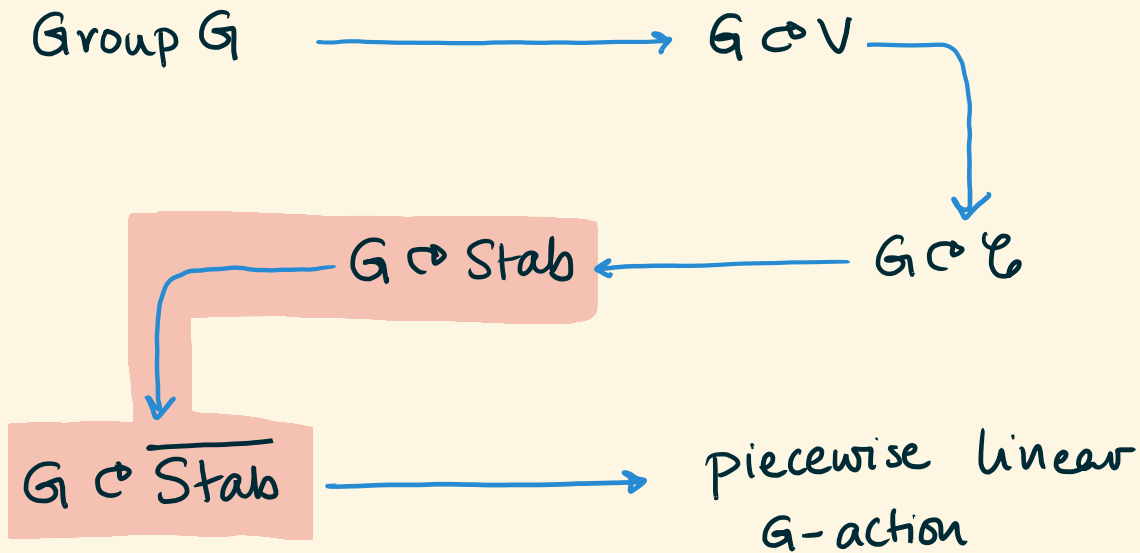 Group G
G ↻ V
G ↻ Stab
G ↻ 𝒞
G ↻ S̅t̅a̅b̅
piecewise linear
G-action